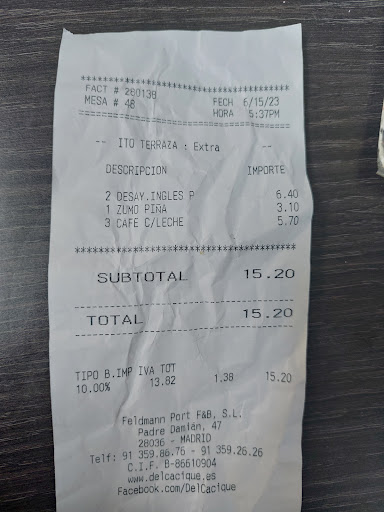 ****************************************
FACT # 280138
MESA # 48 FECH 6/15/23
HORA 5:37PM
****************************************
-- ITO TERRAZA : Extra --
DESCRIPCION IMPORTE
2 DESAY.INGLES P 6.40
1 ZUMO PIÑA 3.10
3 CAFE C/LECHE 5.70
****************************************
SUBTOTAL 15.20
----------------------------------------
TOTAL 15.20
----------------------------------------
TIPO B.IMP IVA TOT
10.00% 13.82 1.38 15.20
Feldmann Port F&B, S.L.
Padre Damian, 47
28036 - MADRID
Telf: 91 359.86.76 - 91 359.26.26
C.I.F. B-86610904
www.delcacique.es
Facebook.com/DelCacique